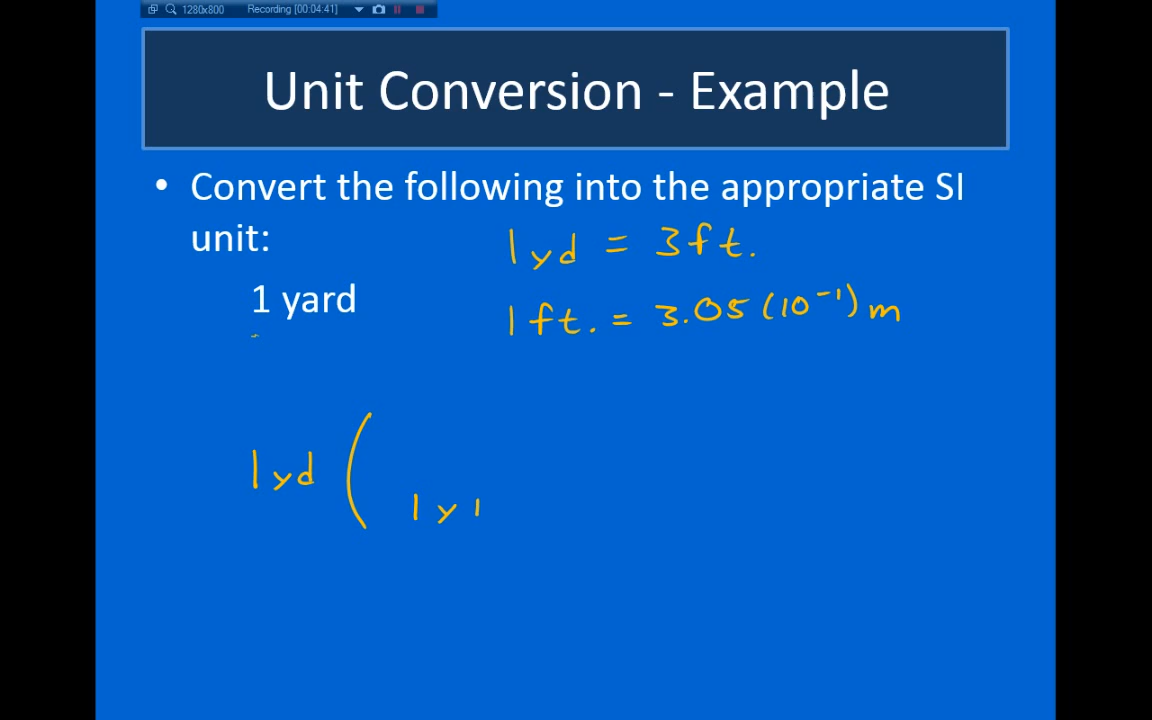 1280x800 Recording [00:04:41]
Unit Conversion - Example
• Convert the following into the appropriate SI
unit:
1 yd = 3 ft.
1 yard
1 ft. = 3.05 (10⁻¹) m
1 yd (
1 y